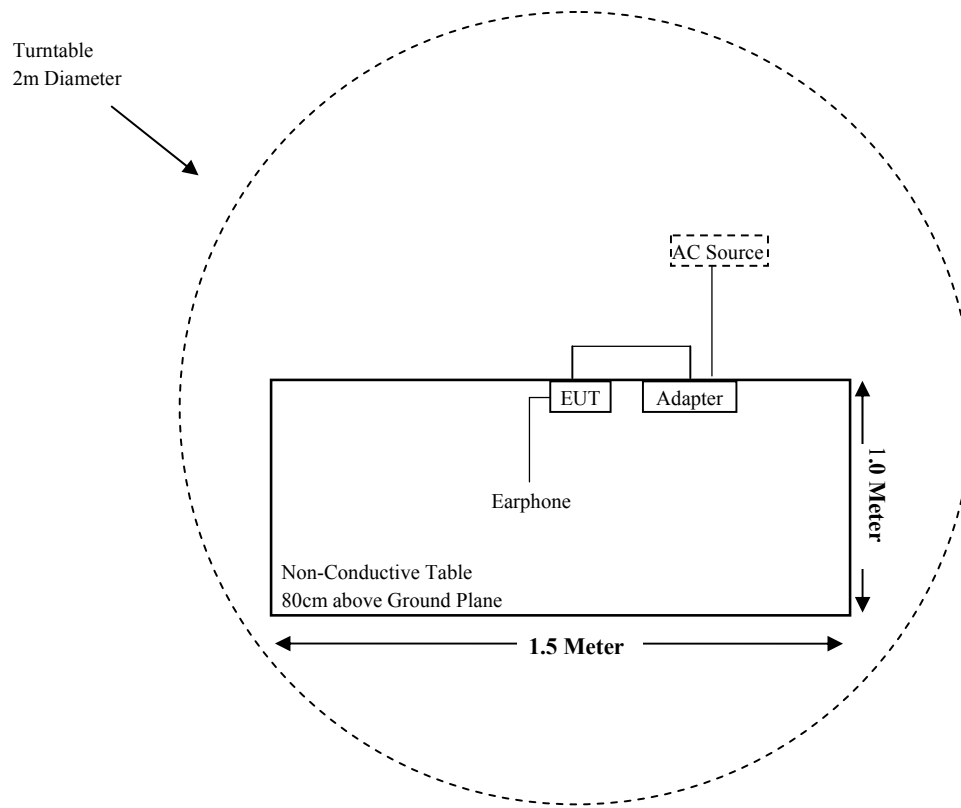 Turntable
2m Diameter
AC Source
EUT
Adapter
Earphone
1.0 Meter
Non-Conductive Table
80cm above Ground Plane
1.5 Meter